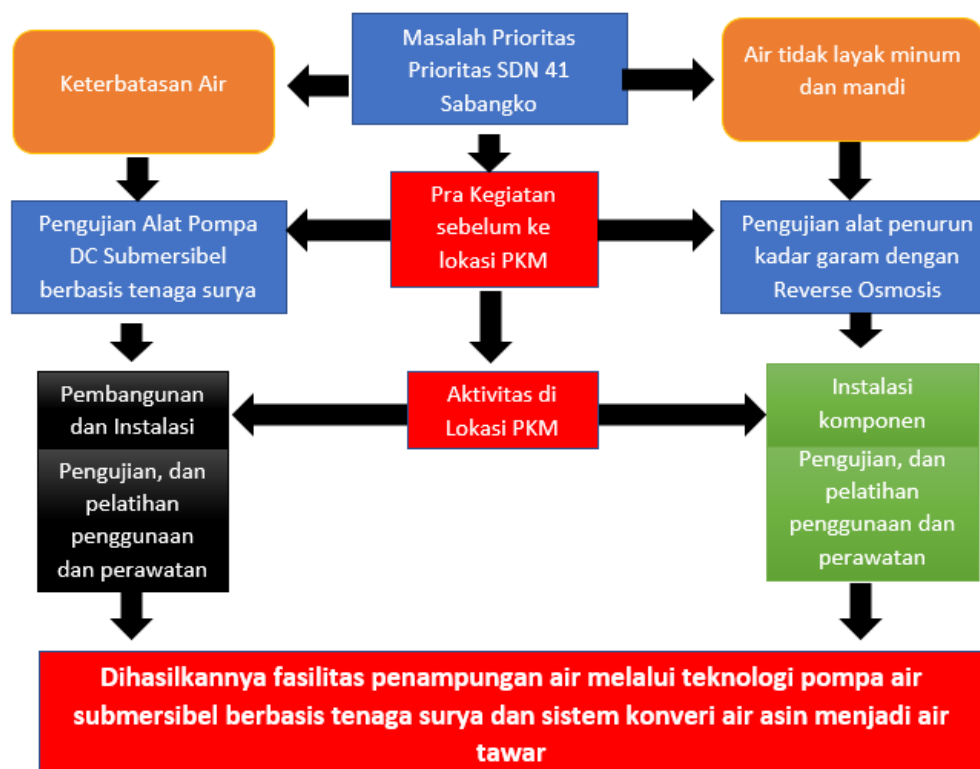 Masalah Prioritas
Prioritas SDN 41
Sabangko
Keterbatasan Air
Air tidak layak minum
dan mandi
Pra Kegiatan
sebelum ke
lokasi PKM
Pengujian Alat Pompa
DC Submersibel
berbasis tenaga surya
Pengujian alat penurun
kadar garam dengan
Reverse Osmosis
Aktivitas di
Lokasi PKM
Pembangunan
dan Instalasi
Pengujian, dan
pelatihan
penggunaan
dan perawatan
Instalasi
komponen
Pengujian, dan
pelatihan
penggunaan dan
perawatan
Dihasilkannya fasilitas penampungan air melalui teknologi pompa air
submersibel berbasis tenaga surya dan sistem konveri air asin menjadi air
tawar